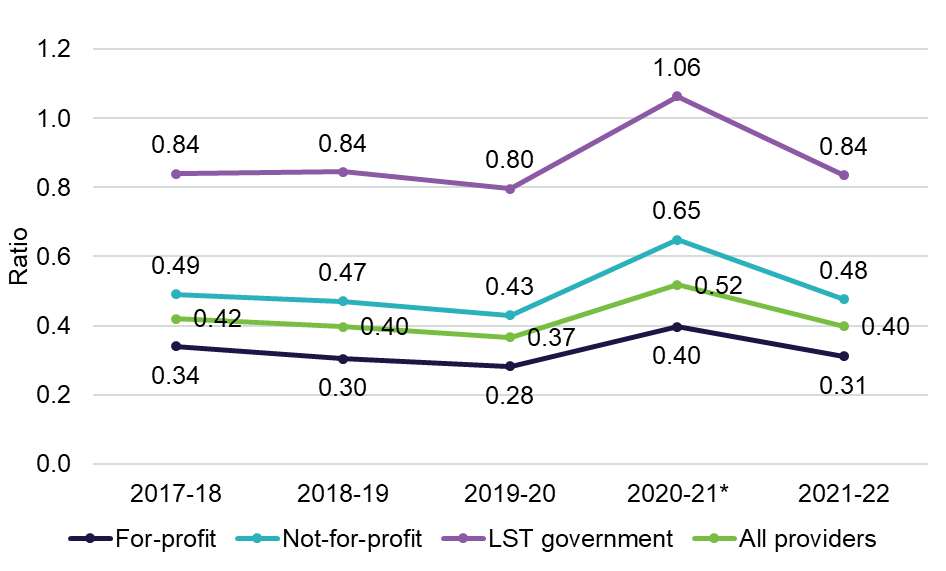 1.2
1.0
0.8
0.6
0.4
0.2
0.0
Ratio
0.84 0.84 0.80 1.06 0.84
0.49 0.47 0.43 0.65 0.48
0.42 0.40 0.37 0.52 0.40
0.34 0.30 0.28 0.40 0.31
2017-18 2018-19 2019-20 2020-21* 2021-22
For-profit Not-for-profit LST government All providers